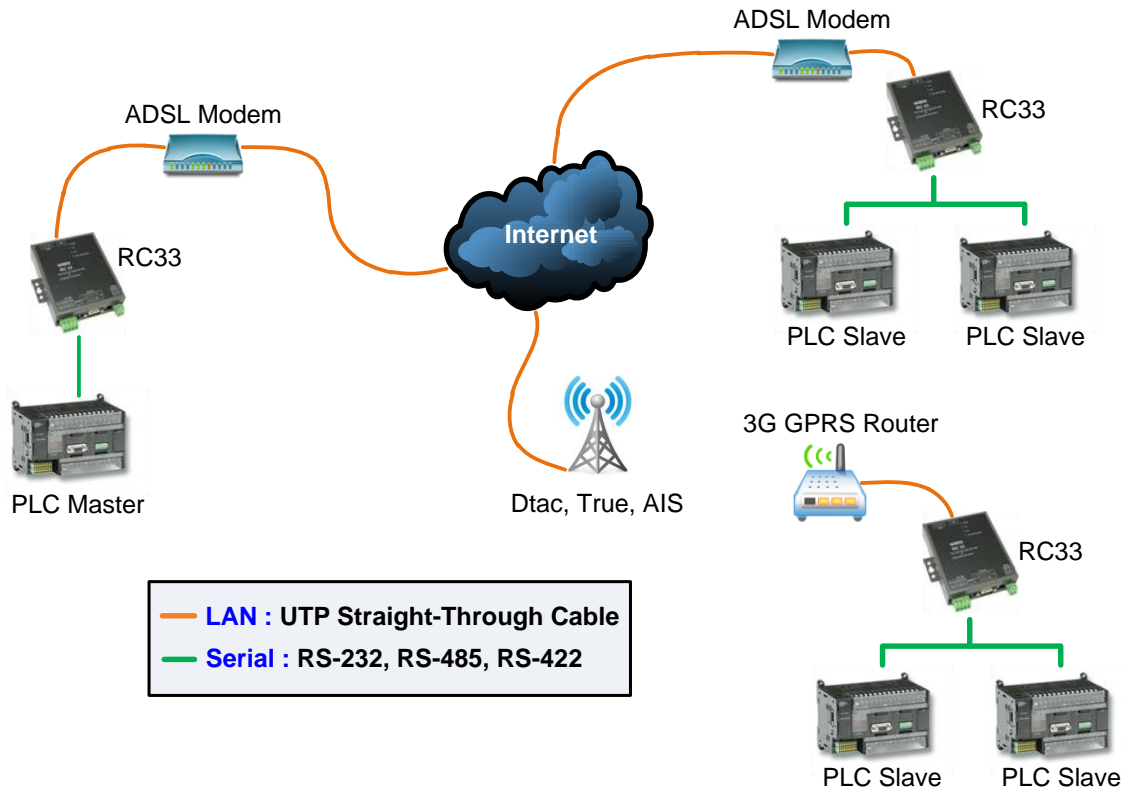 ADSL Modem
ADSL Modem
RC33
RC33
Internet
PLC Slave
PLC Slave
PLC Master
Dtac, True, AIS
3G GPRS Router
RC33
LAN : UTP Straight-Through Cable
Serial : RS-232, RS-485, RS-422
PLC Slave
PLC Slave